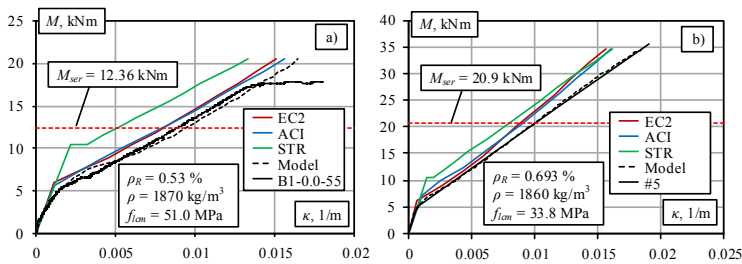 M, kNm
a)
25
20
15
10
5
0
M_ser = 12.36 kNm
EC2
ACI
STR
Model
B1-0.0-55
ρ_R = 0.53 %
ρ = 1870 kg/m³
f_lcm = 51.0 MPa
κ, 1/m
0
0.005
0.01
0.015
0.02
M, kNm
b)
40
35
30
25
20
15
10
5
0
M_ser = 20.9 kNm
EC2
ACI
STR
Model
#5
ρ_R = 0.693 %
ρ = 1860 kg/m³
f_lcm = 33.8 MPa
κ, 1/m
0
0.005
0.01
0.015
0.02
0.025